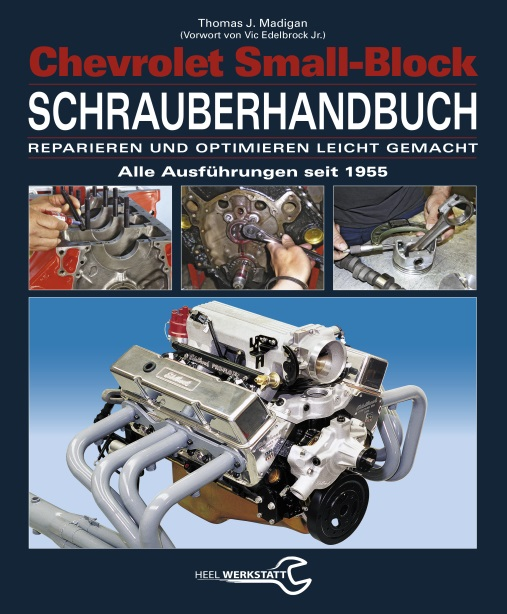 Thomas J. Madigan
(Vorwort von Vic Edelbrock Jr.)
Chevrolet Small-Block
SCHRAUBERHANDBUCH
REPARIEREN UND OPTIMIEREN LEICHT GEMACHT
Alle Ausführungen seit 1955
Edelbrock
HEEL WERKSTATT